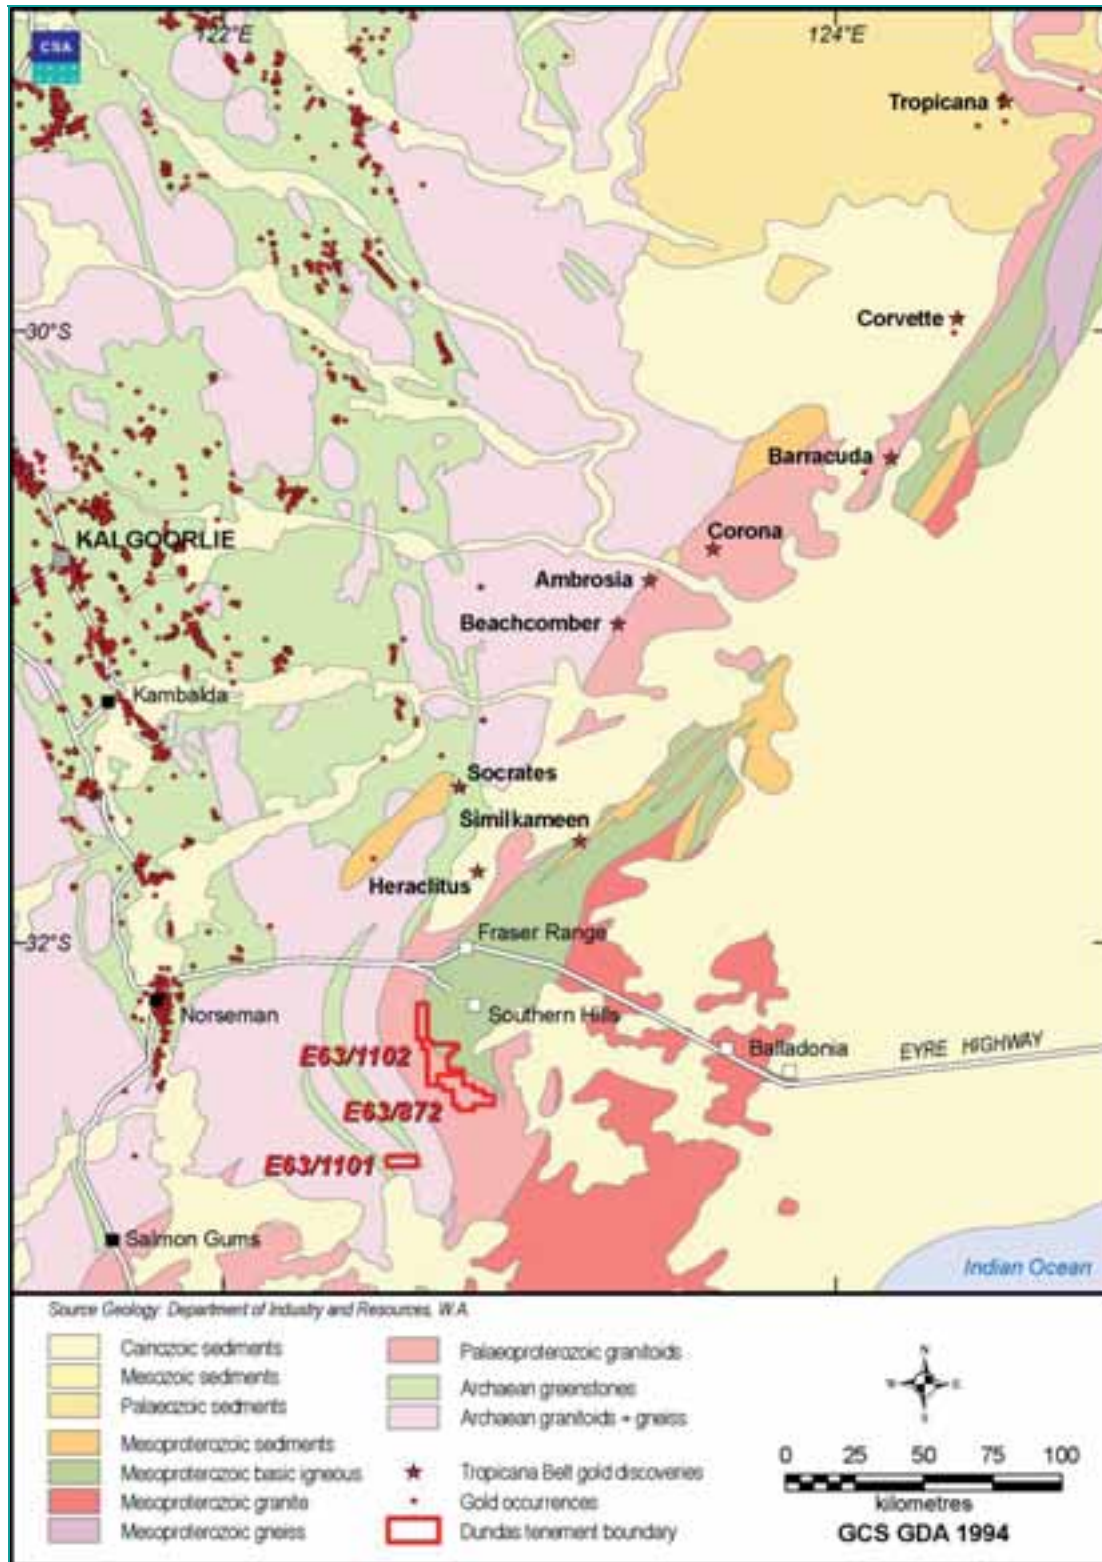 CSA
122°E
124°E
Tropicana
Corvette
30°S
Barracuda
Corona
KALGOORLIE
Ambrosia
Beachcomber
Kambalda
Socrates
Similkameen
Heraclitus
Fraser Range
32°S
Norseman
Southern Hills
E63/1102
Balladonia
EYRE HIGHWAY
E63/872
E63/1101
Salmon Gums
Indian Ocean
Source Geology: Department of Industry and Resources, W.A.
Cainozoic sediments
Mesozoic sediments
Palaeozoic sediments
Mesoproterozoic sediments
Mesoproterozoic basic igneous
Mesoproterozoic granite
Mesoproterozoic gneiss
Palaeoproterozoic granitoids
Archaean greenstones
Archaean granitoids + gneiss
Tropicana Belt gold discoveries
Gold occurrences
Dundas tenement boundary
N
W E
S
0 25 50 75 100
kilometres
GCS GDA 1994